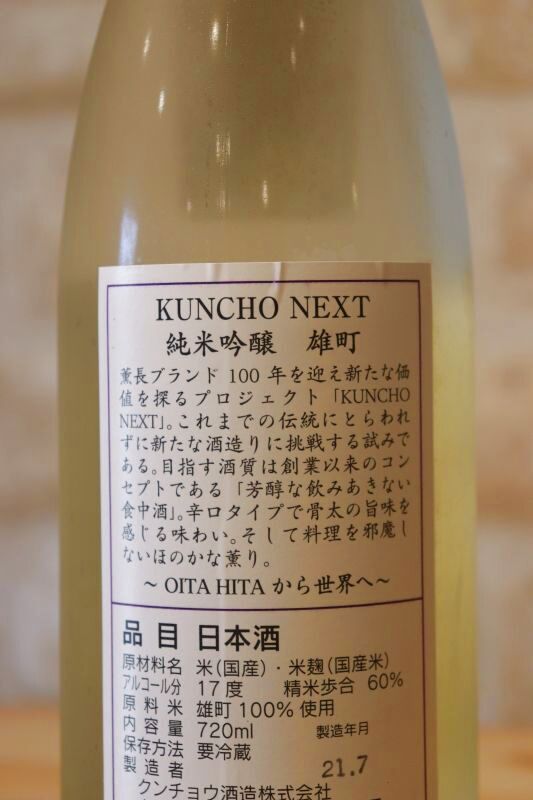 KUNCHO NEXT
純米吟醸　雄町
薫長ブランド 100 年を迎え新たな価
値を探るプロジェクト「KUNCHO
NEXT」。これまでの伝統にとらわれ
ずに新たな酒造りに挑戦する試みで
ある。目指す酒質は創業以来のコン
セプトである「芳醇な飲みあきない
食中酒」。辛口タイプで骨太の旨味を
感じる味わい。そして料理を邪魔し
ないほのかな薫り。
～ OITA HITA から世界へ～
品 目 日本酒
原材料名 米(国産)・米麹(国産米)
アルコール分 17度 精米歩合 60%
原料米 雄町100%使用
内容量 720ml 製造年月
保存方法 要冷蔵
製造者 21.7
クンチョウ酒造株式会社